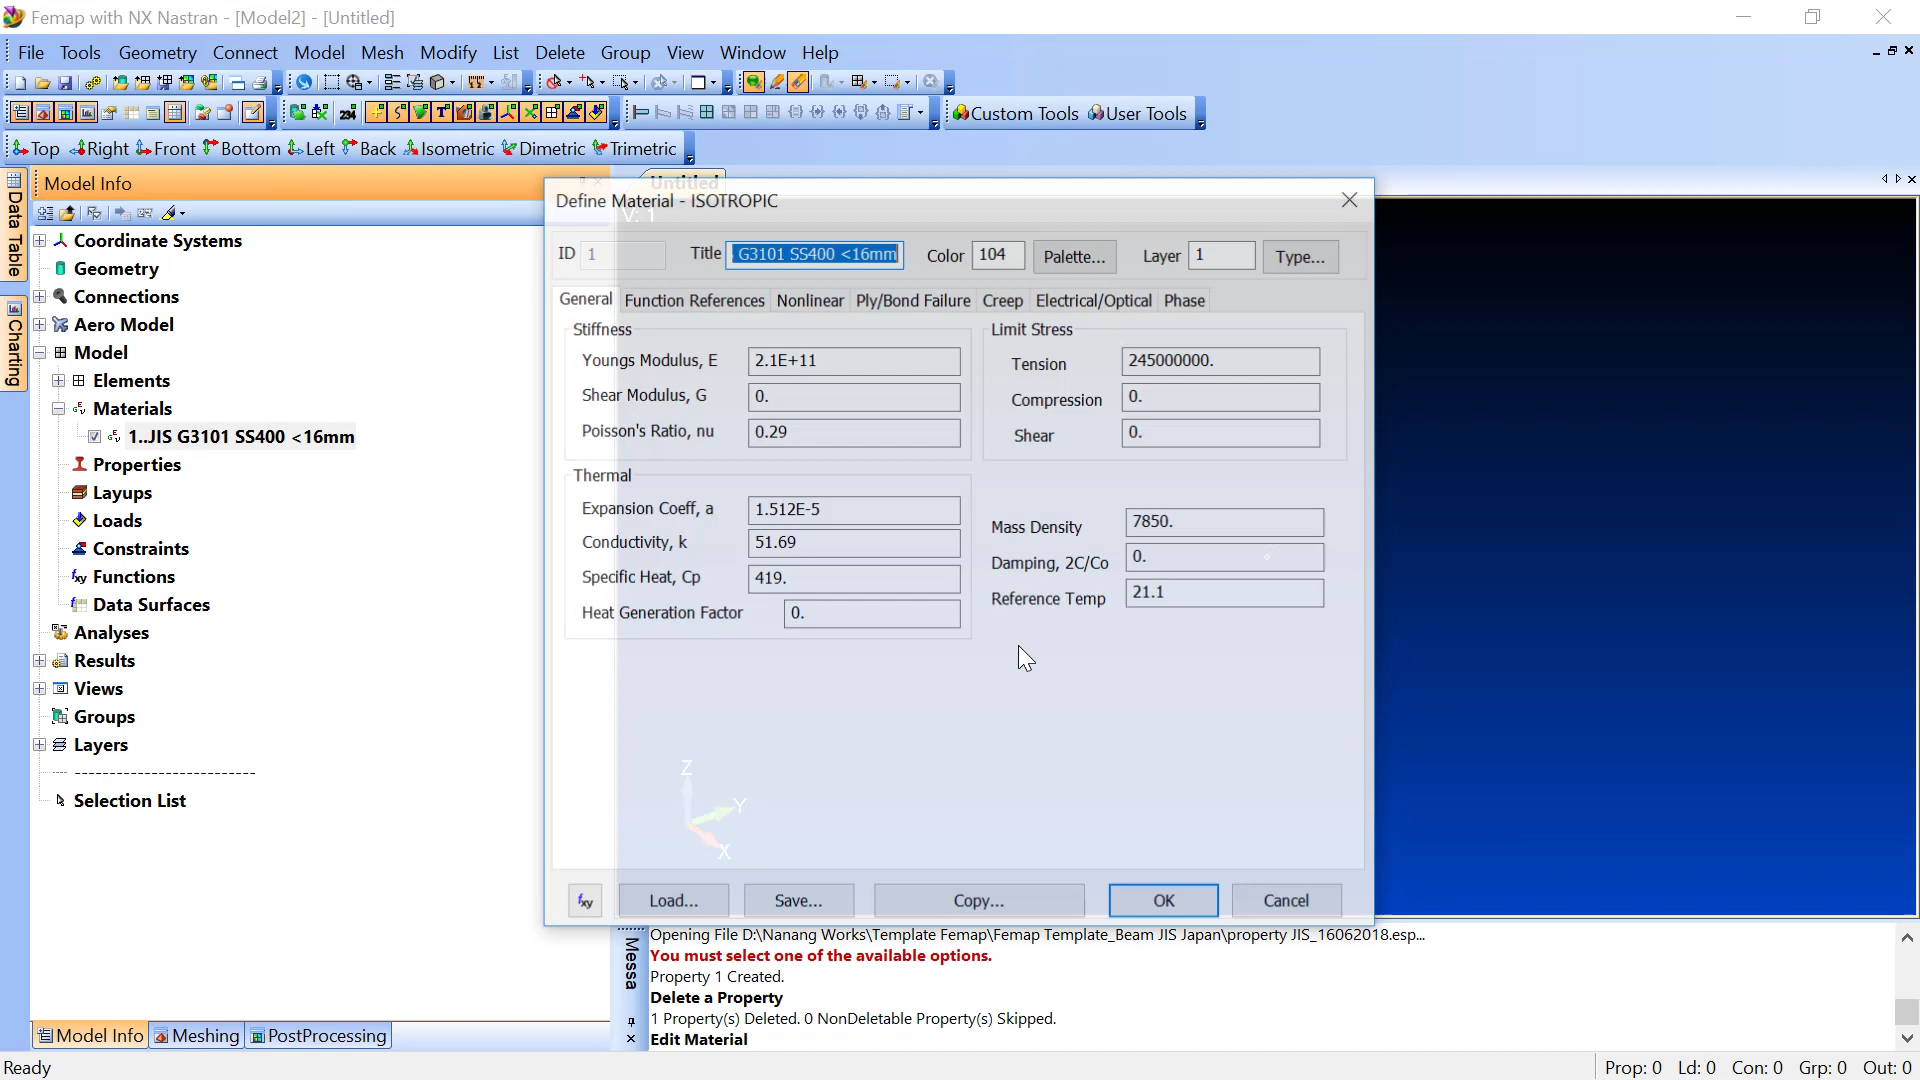 Femap with NX Nastran - [Model2] - [Untitled]
File Tools Geometry Connect Model Mesh Modify List Delete Group View Window Help
234
Custom Tools User Tools
Top Right Front Bottom Left Back Isometric Dimetric Trimetric
Data Table
Charting
Model Info
Coordinate Systems
Geometry
Connections
Aero Model
Model
Elements
Materials
1..JIS G3101 SS400 <16mm
Properties
Layups
Loads
Constraints
Functions
Data Surfaces
Analyses
Results
Views
Groups
Layers
--------------------------
Selection List
Model Info Meshing PostProcessing
Untitled
V: 1
Define Material - ISOTROPIC
ID 1 Title G3101 SS400 <16mm Color 104 Palette... Layer 1 Type...
General Function References Nonlinear Ply/Bond Failure Creep Electrical/Optical Phase
Stiffness
Youngs Modulus, E 2.1E+11
Shear Modulus, G 0.
Poisson's Ratio, nu 0.29
Limit Stress
Tension 245000000.
Compression 0.
Shear 0.
Thermal
Expansion Coeff, a 1.512E-5
Conductivity, k 51.69
Specific Heat, Cp 419.
Heat Generation Factor 0.
Mass Density 7850.
Damping, 2C/Co 0.
Reference Temp 21.1
Z
Y
X
fxy Load... Save... Copy... OK Cancel
Messa
Opening File D:\Nanang Works\Template Femap\Femap Template_Beam JIS Japan\property JIS_16062018.esp...
You must select one of the available options.
Property 1 Created.
Delete a Property
1 Property(s) Deleted. 0 NonDeletable Property(s) Skipped.
Edit Material
Ready Prop: 0 Ld: 0 Con: 0 Grp: 0 Out: 0